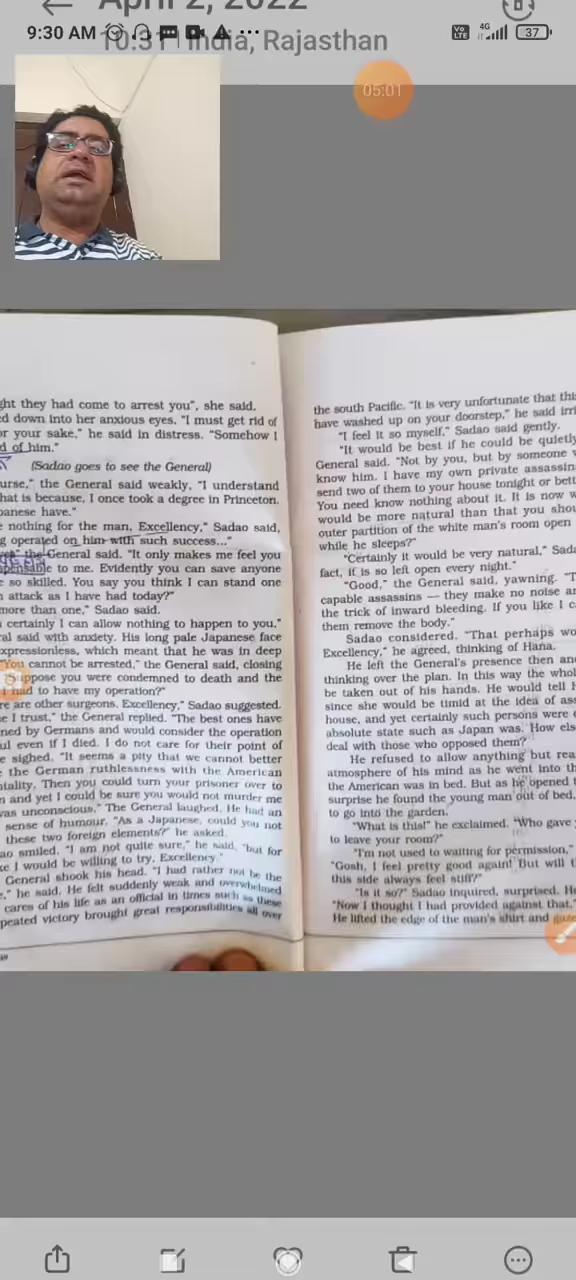 April 2, 2022
9:30 AM
10:31 India, Rajasthan
Vo LTE
4G
37
05:01
ght they had come to arrest you", she said.
ed down into her anxious eyes. "I must get rid of
or your sake," he said in distress. "Somehow I
d of him."
(Sadao goes to see the General)
urse," the General said weakly, "I understand
hat is because, I once took a degree in Princeton.
panese have."
e nothing for the man, Excellency," Sadao said,
g operated on him with such success..."
the General said. "It only makes me feel you
pensable to me. Evidently you can save anyone
e so skilled. You say you think I can stand one
n attack as I have had today?"
more than one," Sadao said.
certainly I can allow nothing to happen to you,"
ral said with anxiety. His long pale Japanese face
xpressionless, which meant that he was in deep
You cannot be arrested," the General said, closing
uppose you were condemned to death and the
had to have my operation?"
re are other surgeons, Excellency," Sadao suggested.
e I trust," the General replied. "The best ones have
ned by Germans and would consider the operation
ul even if I died. I do not care for their point of
e sighed. "It seems a pity that we cannot better
e the German ruthlessness with the American
ntality. Then you could turn your prisoner over to
n and yet I could be sure you would not murder me
was unconscious." The General laughed. He had an
sense of humour. "As a Japanese, could you not
these two foreign elements?" he asked.
ao smiled. "I am not quite sure," he said, "but for
ke I would be willing to try, Excellency."
General shook his head. "I had rather not be the
," he said. He felt suddenly weak and overwhelmed
cares of his life as an official in times such as these
peated victory brought great responsibilities all over
the south Pacific. "It is very unfortunate that this
have washed up on your doorstep," he said irri
"I feel it so myself," Sadao said gently.
"It would be best if he could be quietly
General said. "Not by you, but by someone w
know him. I have my own private assassin
send two of them to your house tonight or bett
You need know nothing about it. It is now w
would be more natural than that you shou
outer partition of the white man's room open
while he sleeps?"
"Certainly it would be very natural," Sada
fact, it is so left open every night."
"Good," the General said, yawning. "T
capable assassins — they make no noise an
the trick of inward bleeding. If you like I c
them remove the body."
Sadao considered. "That perhaps wo
Excellency," he agreed, thinking of Hana.
He left the General's presence then an
thinking over the plan. In this way the whol
be taken out of his hands. He would tell H
since she would be timid at the idea of ass
house, and yet certainly such persons were e
absolute state such as Japan was. How els
deal with those who opposed them?
He refused to allow anything but rea
atmosphere of his mind as he went into th
the American was in bed. But as he opened t
surprise he found the young man out of bed,
to go into the garden.
"What is this!" he exclaimed. "Who gave
to leave your room?"
"I'm not used to waiting for permission,"
"Gosh, I feel pretty good again! But will t
this side always feel stiff?"
"Is it so?" Sadao inquired, surprised. He
"Now I thought I had provided against that."
He lifted the edge of the man's shirt and gaze